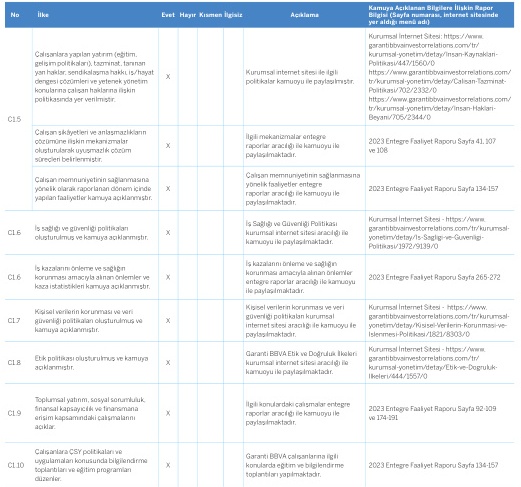 No İlke Evet Hayır Kısmen İlgisiz Açıklama Kamuya Açıklanan Bilgilere İlişkin Rapor
Bilgisi (Sayfa numarası, internet sitesinde
yer aldığı menü adı)
C1.5
Çalışanlara yapılan yatırım (eğitim,
gelişim politikaları), tazminat, tanınan
yan haklar, sendikalaşma hakkı, iş/hayat
dengesi çözümleri ve yetenek yönetimi
konularına çalışan haklarına ilişkin
politikasında yer verilmiştir.
X
Kurumsal internet sitesi ile ilgili
politikalar kamuoyu ile paylaşılmıştır.
Kurumsal İnternet Sitesi: https://www.
garantibbvainvestorrelations.com/tr/
kurumsal-yonetim/detay/Insan-Kaynaklari-
Politikasi/447/1560/0
https://www.garantibbvainvestorrelations.com/
tr/kurumsal-yonetim/detay/Calisan-Tazminat-
Politikasi/702/2332/0
https://www.garantibbvainvestorrelations.com/
tr/kurumsal-yonetim/detay/Insan-Haklari-
Beyani/705/2344/0
Çalışan şikâyetleri ve anlaşmazlıkların
çözümüne ilişkin mekanizmalar
oluşturularak uyuşmazlık çözüm
süreçleri belirlenmiştir.
X
İlgili mekanizmalar entegre
raporlar aracılığı ile kamuoyu ile
paylaşılmaktadır.
2023 Entegre Faaliyet Raporu Sayfa 41, 107
ve 108
Çalışan memnuniyetinin sağlanmasına
yönelik olarak raporlanan dönem içinde
yapılan faaliyetler kamuya açıklanmıştır.
X
Çalışan memnuniyetinin sağlanmasına
yönelik faaliyetler entegre
raporlar aracılığı ile kamuoyu ile
paylaşılmaktadır.
2023 Entegre Faaliyet Raporu Sayfa 134-157
C1.6
İş sağlığı ve güvenliği politikaları
oluşturulmuş ve kamuya açıklanmıştır.
X
İş Sağlığı ve Güvenliği Politikası
kurumsal internet sitesi aracılığı ile
kamuoyu ile paylaşılmaktadır.
Kurumsal İnternet Sitesi - https://www.
garantibbvainvestorrelations.com/tr/kurumsal-
yonetim/detay/Is-Sagligi-ve-Guvenligi-
Politikasi/1972/9139/0
C1.6
İş kazalarını önleme ve sağlığın
korunması amacıyla alınan önlemler ve
kaza istatistikleri kamuya açıklanmıştır.
X
İş kazalarını önleme ve sağlığın
korunması amacıyla alınan önlemler
entegre raporlar aracılığı ile kamuoyu
ile paylaşılmaktadır.
2023 Entegre Faaliyet Raporu Sayfa 265-272
C1.7
Kişisel verilerin korunması ve veri
güvenliği politikaları oluşturulmuş ve
kamuya açıklanmıştır.
X
Kişisel verilerin korunması ve veri
güvenliği politikaları kurumsal
internet sitesi aracılığı ile kamuoyu ile
paylaşılmaktadır.
Kurumsal İnternet Sitesi - https://www.
garantibbvainvestorrelations.com/tr/kurumsal-
yonetim/detay/Kisisel-Verilerin-Korunmasi-ve-
Islenmesi-Politikasi/1821/8303/0
C1.8
Etik politikası oluşturulmuş ve kamuya
açıklanmıştır.
X
Garanti BBVA Etik ve Doğruluk İlkeleri
kurumsal internet sitesi aracılığı ile
kamuoyu ile paylaşılmaktadır.
Kurumsal İnternet Sitesi - https://www.
garantibbvainvestorrelations.com/tr/
kurumsal-yonetim/detay/Etik-ve-Dogruluk-
Ilkeleri/444/1557/0
C1.9
Toplumsal yatırım, sosyal sorumluluk,
finansal kapsayıcılık ve finansmana
erişim kapsamındaki çalışmalarını
açıklar.
X
İlgili konulardaki çalışmalar entegre
raporlar aracılığı ile kamuoyu ile
paylaşılmaktadır.
2023 Entegre Faaliyet Raporu Sayfa 92-109
ve 174-191
C1.10
Çalışanlara ÇSY politikaları ve
uygulamaları konusunda bilgilendirme
toplantıları ve eğitim programları
düzenler.
X
Garanti BBVA çalışanlarına ilgili
konularda eğitim ve bilgilendirme
toplantıları yapılmaktadır.
2023 Entegre Faaliyet Raporu Sayfa 134-157